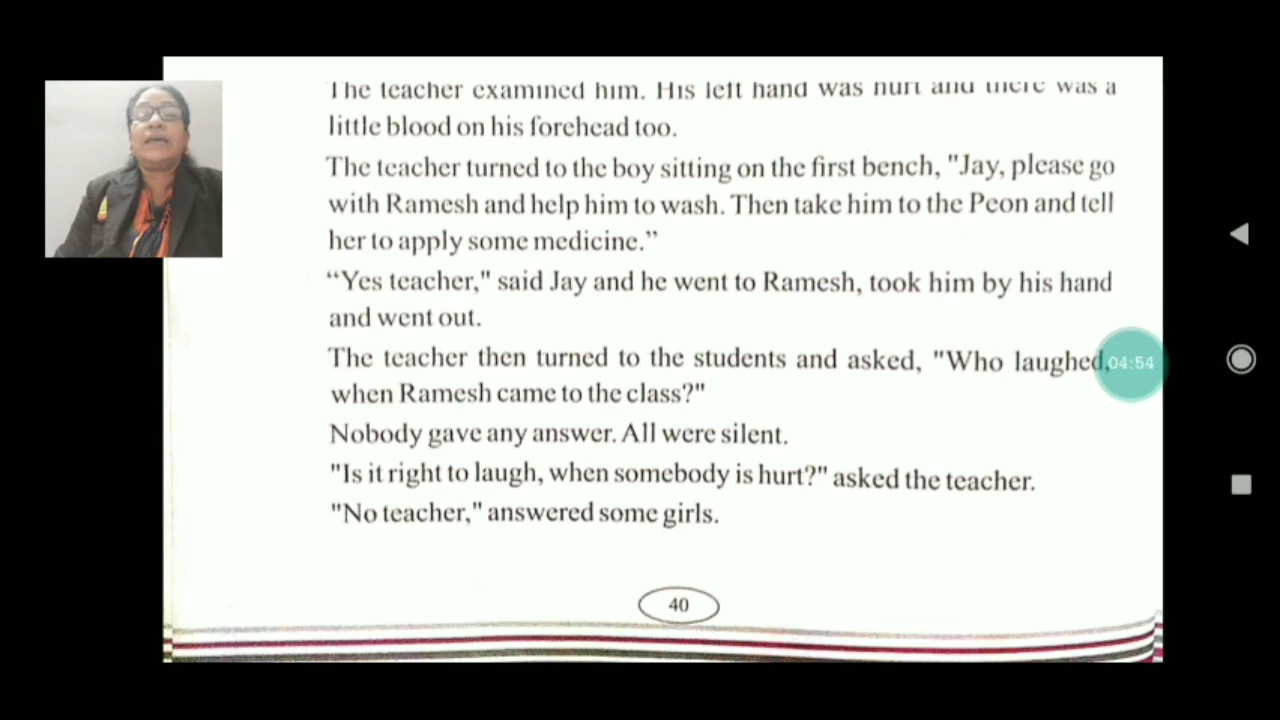 The teacher examined him. His left hand was hurt and there was a
little blood on his forehead too.
The teacher turned to the boy sitting on the first bench, "Jay, please go
with Ramesh and help him to wash. Then take him to the Peon and tell
her to apply some medicine.”
“Yes teacher," said Jay and he went to Ramesh, took him by his hand
and went out.
The teacher then turned to the students and asked, "Who laughed,
04:54
when Ramesh came to the class?"
Nobody gave any answer. All were silent.
"Is it right to laugh, when somebody is hurt?" asked the teacher.
"No teacher," answered some girls.
40